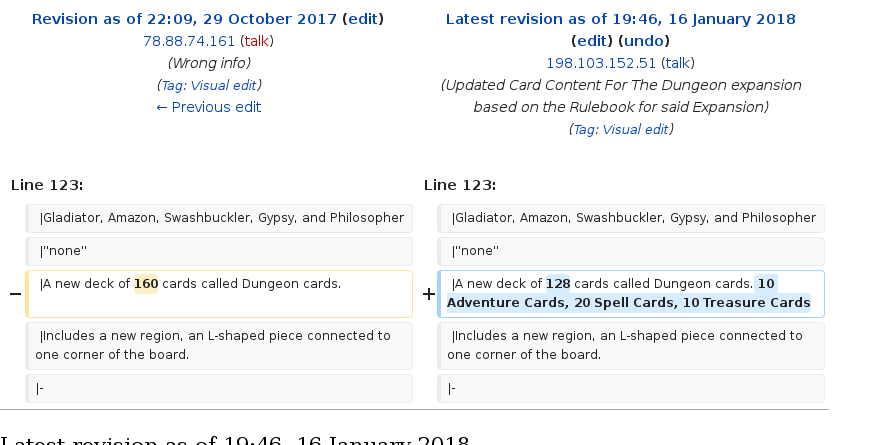 Revision as of 22:09, 29 October 2017 (edit)
78.88.74.161 (talk)
(Wrong info)
(Tag: Visual edit)
← Previous edit
Latest revision as of 19:46, 16 January 2018
(edit) (undo)
198.103.152.51 (talk)
(Updated Card Content For The Dungeon expansion
based on the Rulebook for said Expansion)
(Tag: Visual edit)
Line 123:
Line 123:
|Gladiator, Amazon, Swashbuckler, Gypsy, and Philosopher
|Gladiator, Amazon, Swashbuckler, Gypsy, and Philosopher
|"none"
|"none"
− |A new deck of 160 cards called Dungeon cards.
+ |A new deck of 128 cards called Dungeon cards. 10
Adventure Cards, 20 Spell Cards, 10 Treasure Cards
|Includes a new region, an L-shaped piece connected to
one corner of the board.
|Includes a new region, an L-shaped piece connected to
one corner of the board.
|-
|-
Latest revision as of 19:46, 16 January 2018